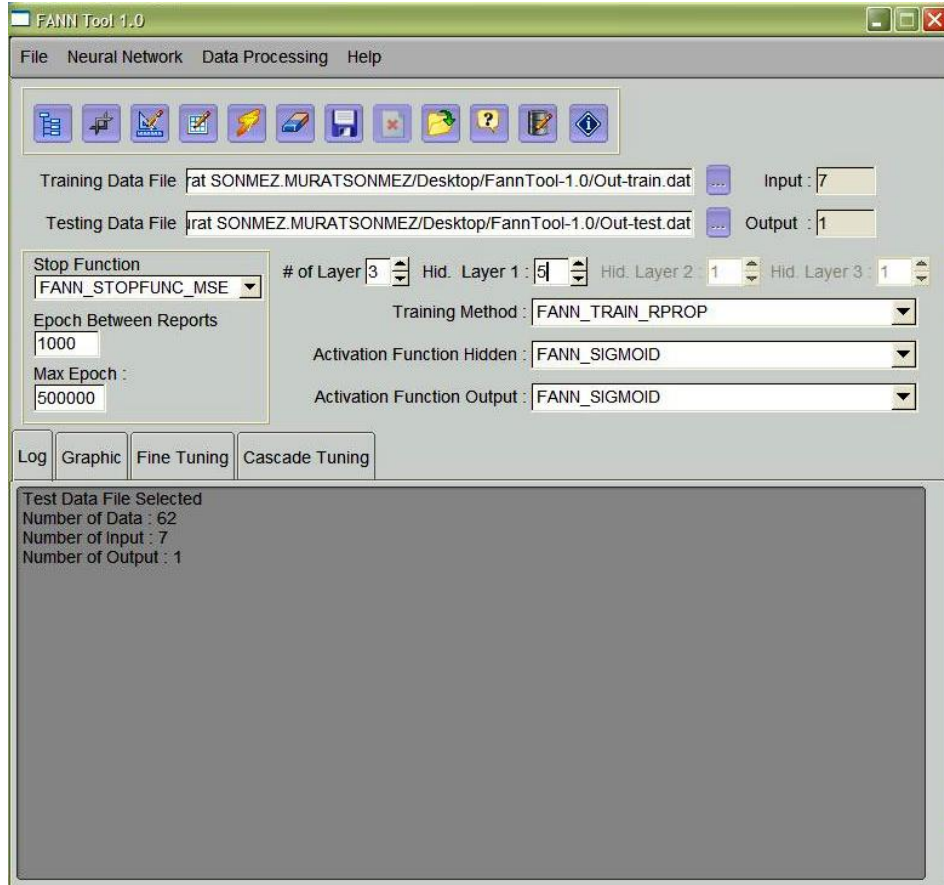 FANN Tool 1.0
File Neural Network Data Processing Help
Training Data File rat SONMEZ.MURATSONMEZ/Desktop/FannTool-1.0/Out-train.dat ... Input : 7
Testing Data File urat SONMEZ.MURATSONMEZ/Desktop/FannTool-1.0/Out-test.dat ... Output : 1
Stop Function
FANN_STOPFUNC_MSE
# of Layer 3 Hid. Layer 1 : 5 Hid. Layer 2 : 1 Hid. Layer 3 : 1
Epoch Between Reports
1000
Training Method : FANN_TRAIN_RPROP
Activation Function Hidden : FANN_SIGMOID
Max Epoch :
500000
Activation Function Output : FANN_SIGMOID
Log Graphic Fine Tuning Cascade Tuning
Test Data File Selected
Number of Data : 62
Number of Input : 7
Number of Output : 1